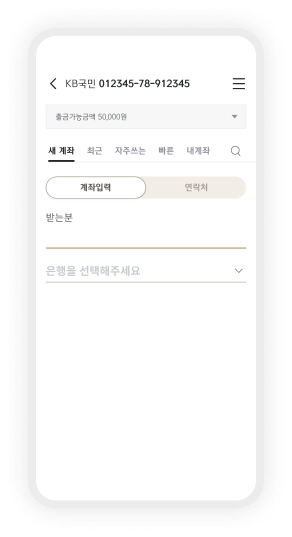 KB국민 012345-78-912345
출금가능금액 50,000원
새 계좌 최근 자주쓰는 빠른 내계좌
계좌입력 연락처
받는분
은행을 선택해주세요